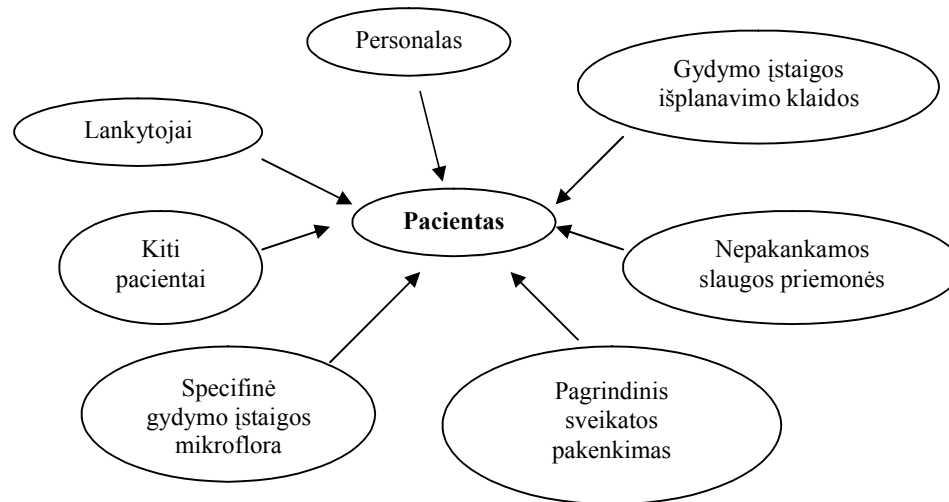 Personalas
Gydymo įstaigos
išplanavimo klaidos
Lankytojai
Pacientas
Kiti
pacientai
Nepakankamos
slaugos priemonės
Specifinė
gydymo įstaigos
mikroflora
Pagrindinis
sveikatos
pakenkimas